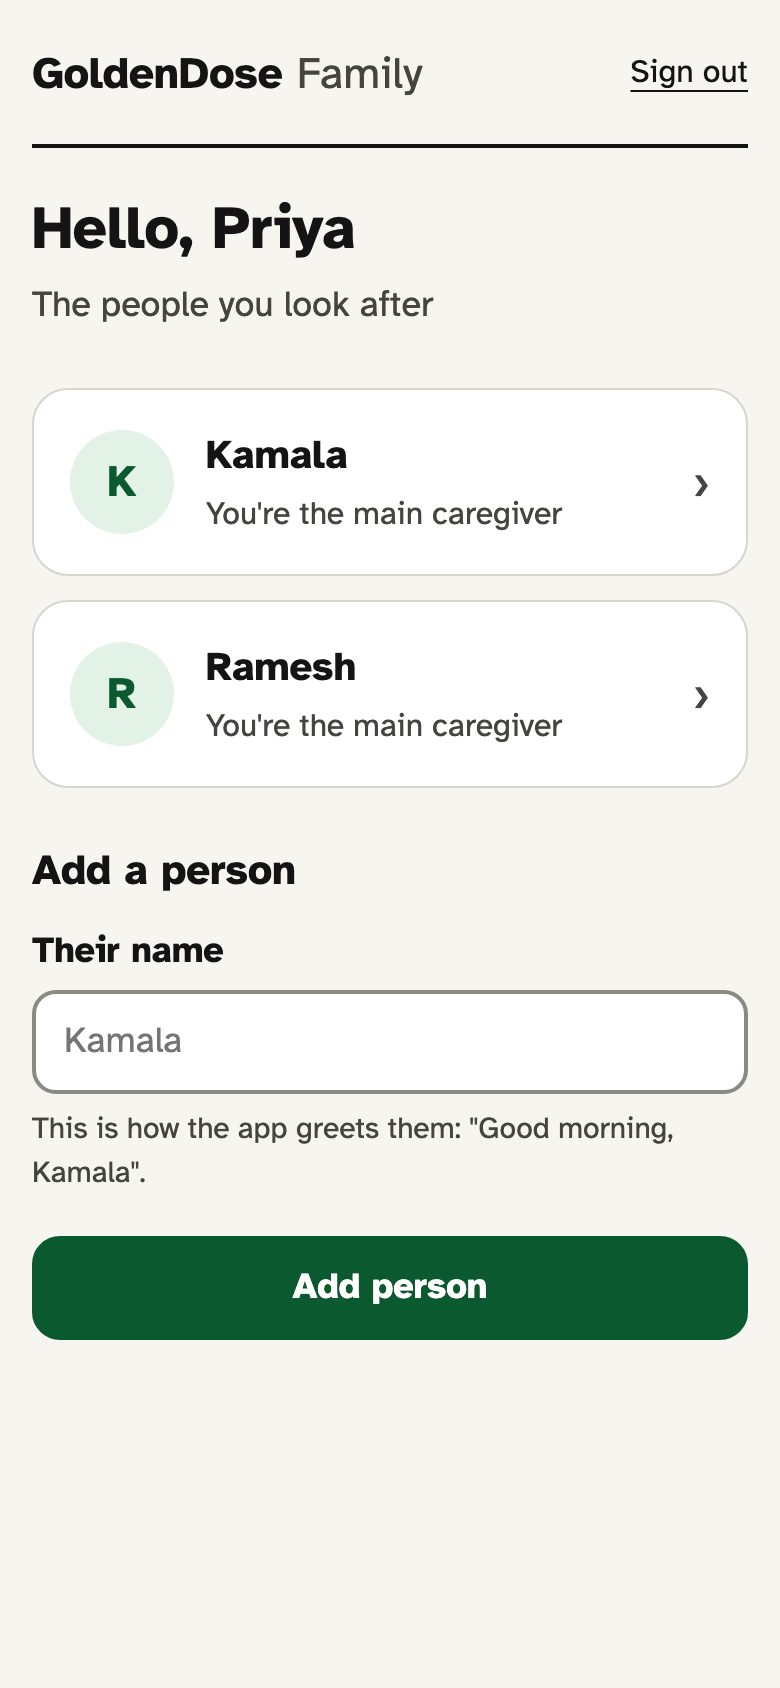 GoldenDose Family
Sign out
Hello, Priya
The people you look after
K
Kamala
You're the main caregiver
›
R
Ramesh
You're the main caregiver
›
Add a person
Their name
Kamala
This is how the app greets them: "Good morning,
Kamala".
Add person